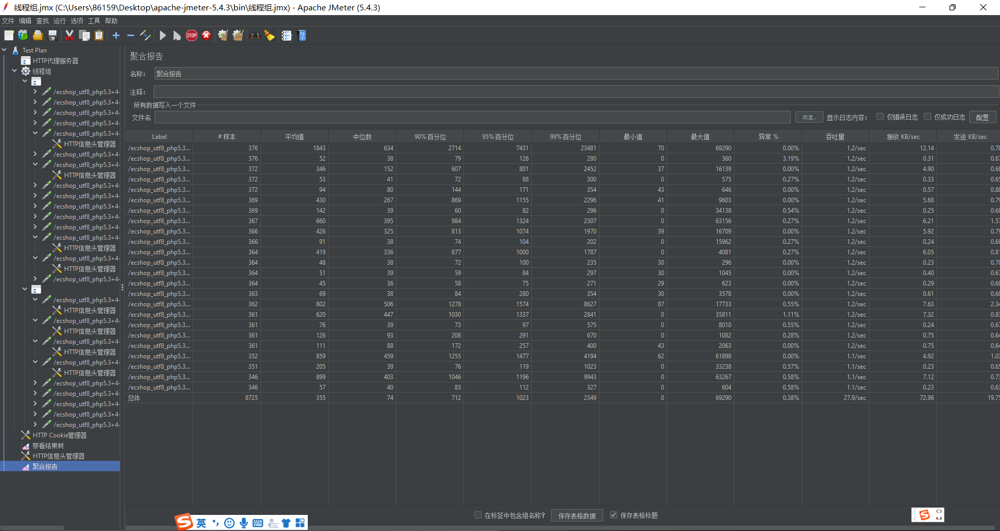 线程组.jmx (C:\Users\86159\Desktop\apache-jmeter-5.4.3\bin\线程组.jmx) - Apache JMeter (5.4.3)
文件 编辑 查找 运行 选项 工具 帮助
STOP
Test Plan
HTTP代理服务器
线程组
/ecshop_utf8_php5.3+4-
/ecshop_utf8_php5.3+4-
/ecshop_utf8_php5.3+4-
/ecshop_utf8_php5.3+4-
/ecshop_utf8_php5.3+4-
HTTP信息头管理器
/ecshop_utf8_php5.3+4-
/ecshop_utf8_php5.3+4-
HTTP信息头管理器
/ecshop_utf8_php5.3+4-
/ecshop_utf8_php5.3+4-
/ecshop_utf8_php5.3+4-
/ecshop_utf8_php5.3+4-
/ecshop_utf8_php5.3+4-
/ecshop_utf8_php5.3+4-
HTTP信息头管理器
/ecshop_utf8_php5.3+4-
HTTP信息头管理器
/ecshop_utf8_php5.3+4-
/ecshop_utf8_php5.3+4-
HTTP信息头管理器
/ecshop_utf8_php5.3+4-
HTTP信息头管理器
/ecshop_utf8_php5.3+4-
HTTP信息头管理器
/ecshop_utf8_php5.3+4-
HTTP信息头管理器
/ecshop_utf8_php5.3+4-
/ecshop_utf8_php5.3+4-
/ecshop_utf8_php5.3+4-
/ecshop_utf8_php5.3+4-
/ecshop_utf8_php5.3+4-
HTTP Cookie管理器
察看结果树
HTTP信息头管理器
聚合报告
聚合报告
名称: 聚合报告
注释:
所有数据写入一个文件
文件名 浏览... 显示日志内容: 仅错误日志 仅成功日志 配置
Label # 样本 平均值 中位数 90% 百分位 95% 百分位 99% 百分位 最小值 最大值 异常 % 吞吐量 接收 KB/sec 发送 KB/sec
/ecshop_utf8_php5.3... 376 1843 634 2714 7431 23481 70 69290 0.00% 1.2/sec 12.14 0.78
/ecshop_utf8_php5.3... 376 52 38 79 126 280 0 360 3.19% 1.2/sec 0.31 0.67
/ecshop_utf8_php5.3... 372 346 152 607 801 2452 37 16139 0.00% 1.2/sec 4.90 0.68
/ecshop_utf8_php5.3... 372 53 41 72 88 300 0 575 0.27% 1.2/sec 0.33 0.65
/ecshop_utf8_php5.3... 372 94 80 144 171 354 43 646 0.00% 1.2/sec 0.57 0.88
/ecshop_utf8_php5.3... 369 430 267 869 1155 2296 41 9603 0.00% 1.2/sec 5.68 0.79
/ecshop_utf8_php5.3... 369 142 39 60 82 296 0 34138 0.54% 1.2/sec 0.25 0.68
/ecshop_utf8_php5.3... 367 660 395 984 1324 2307 0 63156 0.27% 1.2/sec 6.21 1.57
/ecshop_utf8_php5.3... 366 426 325 813 1074 1970 39 16709 0.00% 1.2/sec 5.92 0.79
/ecshop_utf8_php5.3... 366 91 38 74 104 202 0 15962 0.27% 1.2/sec 0.24 0.68
/ecshop_utf8_php5.3... 364 419 336 877 1000 1787 0 4081 0.27% 1.2/sec 6.05 0.81
/ecshop_utf8_php5.3... 364 48 38 72 100 235 30 296 0.00% 1.2/sec 0.23 0.70
/ecshop_utf8_php5.3... 364 51 39 59 84 297 30 1045 0.00% 1.2/sec 0.40 0.67
/ecshop_utf8_php5.3... 364 45 36 58 75 271 29 623 0.00% 1.2/sec 0.29 0.68
/ecshop_utf8_php5.3... 363 69 38 84 280 354 30 3578 0.00% 1.2/sec 0.61 0.68
/ecshop_utf8_php5.3... 362 802 506 1278 1574 8627 87 17733 0.55% 1.2/sec 7.63 2.34
/ecshop_utf8_php5.3... 361 620 447 1030 1337 2841 0 35811 1.11% 1.2/sec 7.32 0.83
/ecshop_utf8_php5.3... 361 76 39 73 97 575 0 8010 0.55% 1.2/sec 0.24 0.67
/ecshop_utf8_php5.3... 361 126 93 208 291 670 0 1082 0.28% 1.2/sec 0.75 0.64
/ecshop_utf8_php5.3... 361 111 88 172 257 400 43 2063 0.00% 1.2/sec 0.75 0.64
/ecshop_utf8_php5.3... 352 859 459 1255 1477 4194 62 61898 0.00% 1.1/sec 4.92 1.03
/ecshop_utf8_php5.3... 351 205 39 76 119 1023 0 33238 0.57% 1.1/sec 0.23 0.65
/ecshop_utf8_php5.3... 346 899 403 1046 1196 9943 0 63267 0.58% 1.1/sec 7.12 0.73
/ecshop_utf8_php5.3... 346 57 40 83 112 327 0 604 0.58% 1.1/sec 0.23 0.63
总体 8725 355 74 712 1023 2349 0 69290 0.38% 27.9/sec 72.96 19.75
在标签中包含组名称? 保存表格数据 保存表格标题
英